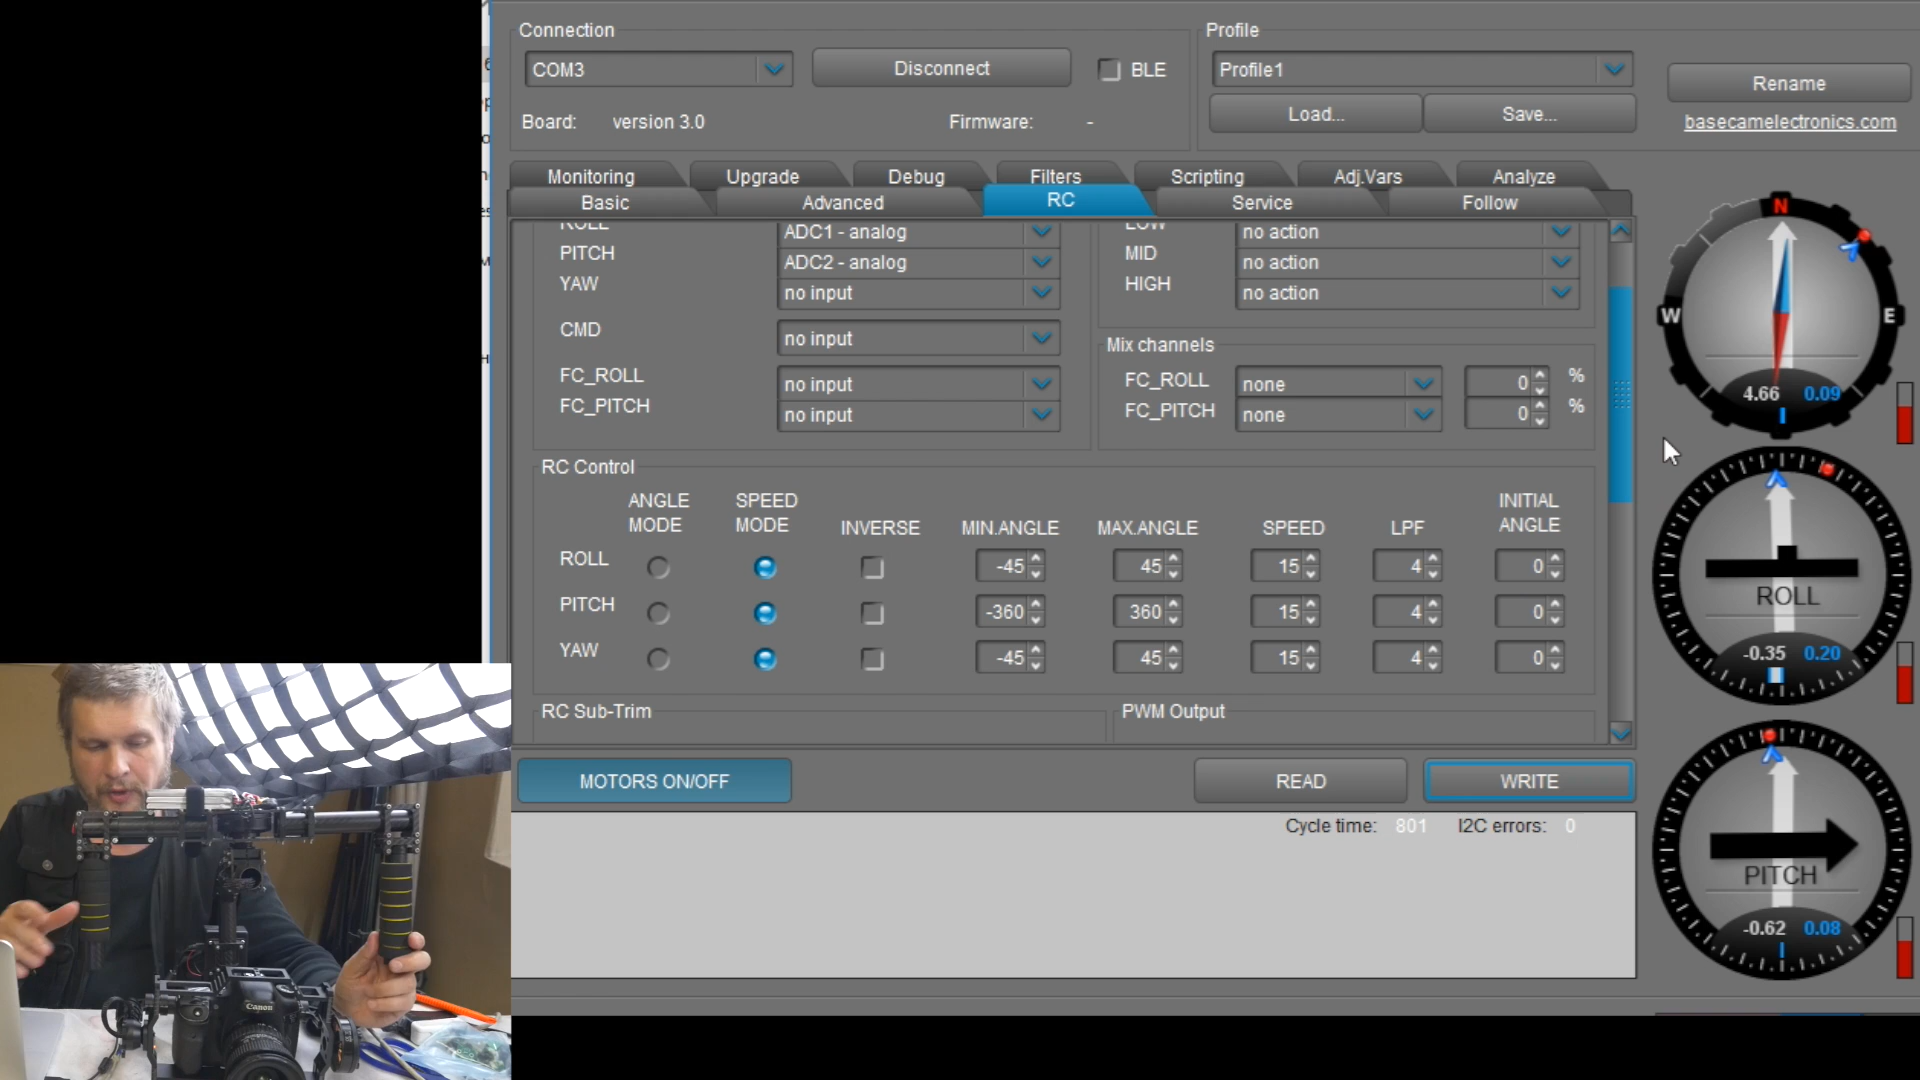 Connection
Profile
COM3
Disconnect
BLE
Profile1
Rename
Load...
Save...
Board: version 3.0
Firmware: -
basecamelectronics.com
Monitoring
Upgrade
Debug
Filters
Scripting
Adj.Vars
Analyze
Basic
Advanced
RC
Service
Follow
ROLL
ADC1 - analog
LOW
no action
PITCH
ADC2 - analog
MID
no action
YAW
no input
HIGH
no action
CMD
no input
Mix channels
FC_ROLL
no input
FC_ROLL
none
0
%
FC_PITCH
no input
FC_PITCH
none
0
%
RC Control
ANGLE MODE
SPEED MODE
INVERSE
MIN.ANGLE
MAX.ANGLE
SPEED
LPF
INITIAL ANGLE
ROLL
-45
45
15
4
0
PITCH
-360
360
15
4
0
YAW
-45
45
15
4
0
RC Sub-Trim
PWM Output
MOTORS ON/OFF
READ
WRITE
Cycle time: 801
I2C errors: 0
N
W
E
4.66 0.09
ROLL
-0.35 0.20
PITCH
-0.62 0.08
Canon